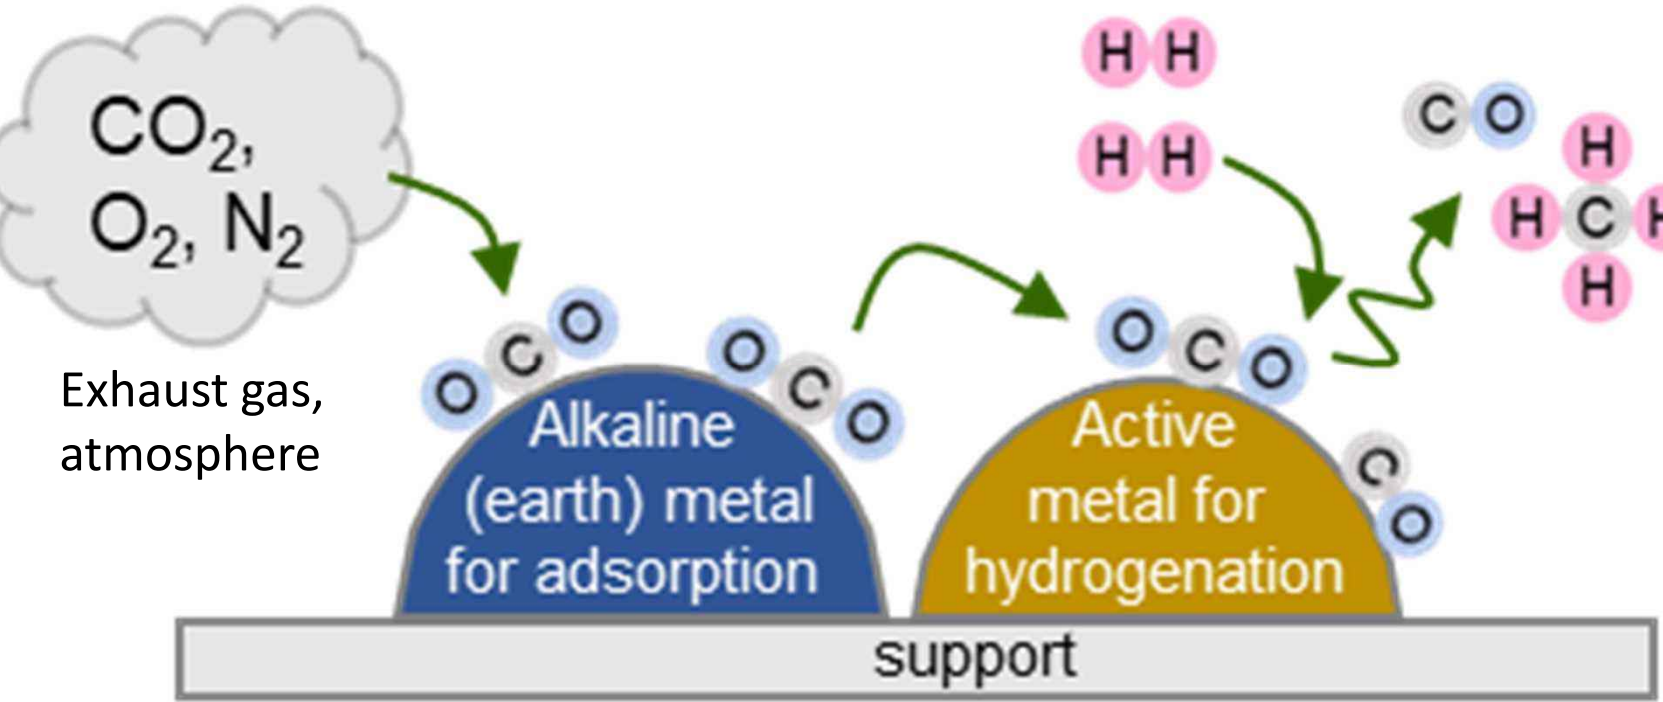 CO₂,
O₂, N₂
Exhaust gas,
atmosphere
H H
H H
C O
H
H C H
H
O C O
O C O
O C O
C O
Alkaline
(earth) metal
for adsorption
Active
metal for
hydrogenation
support